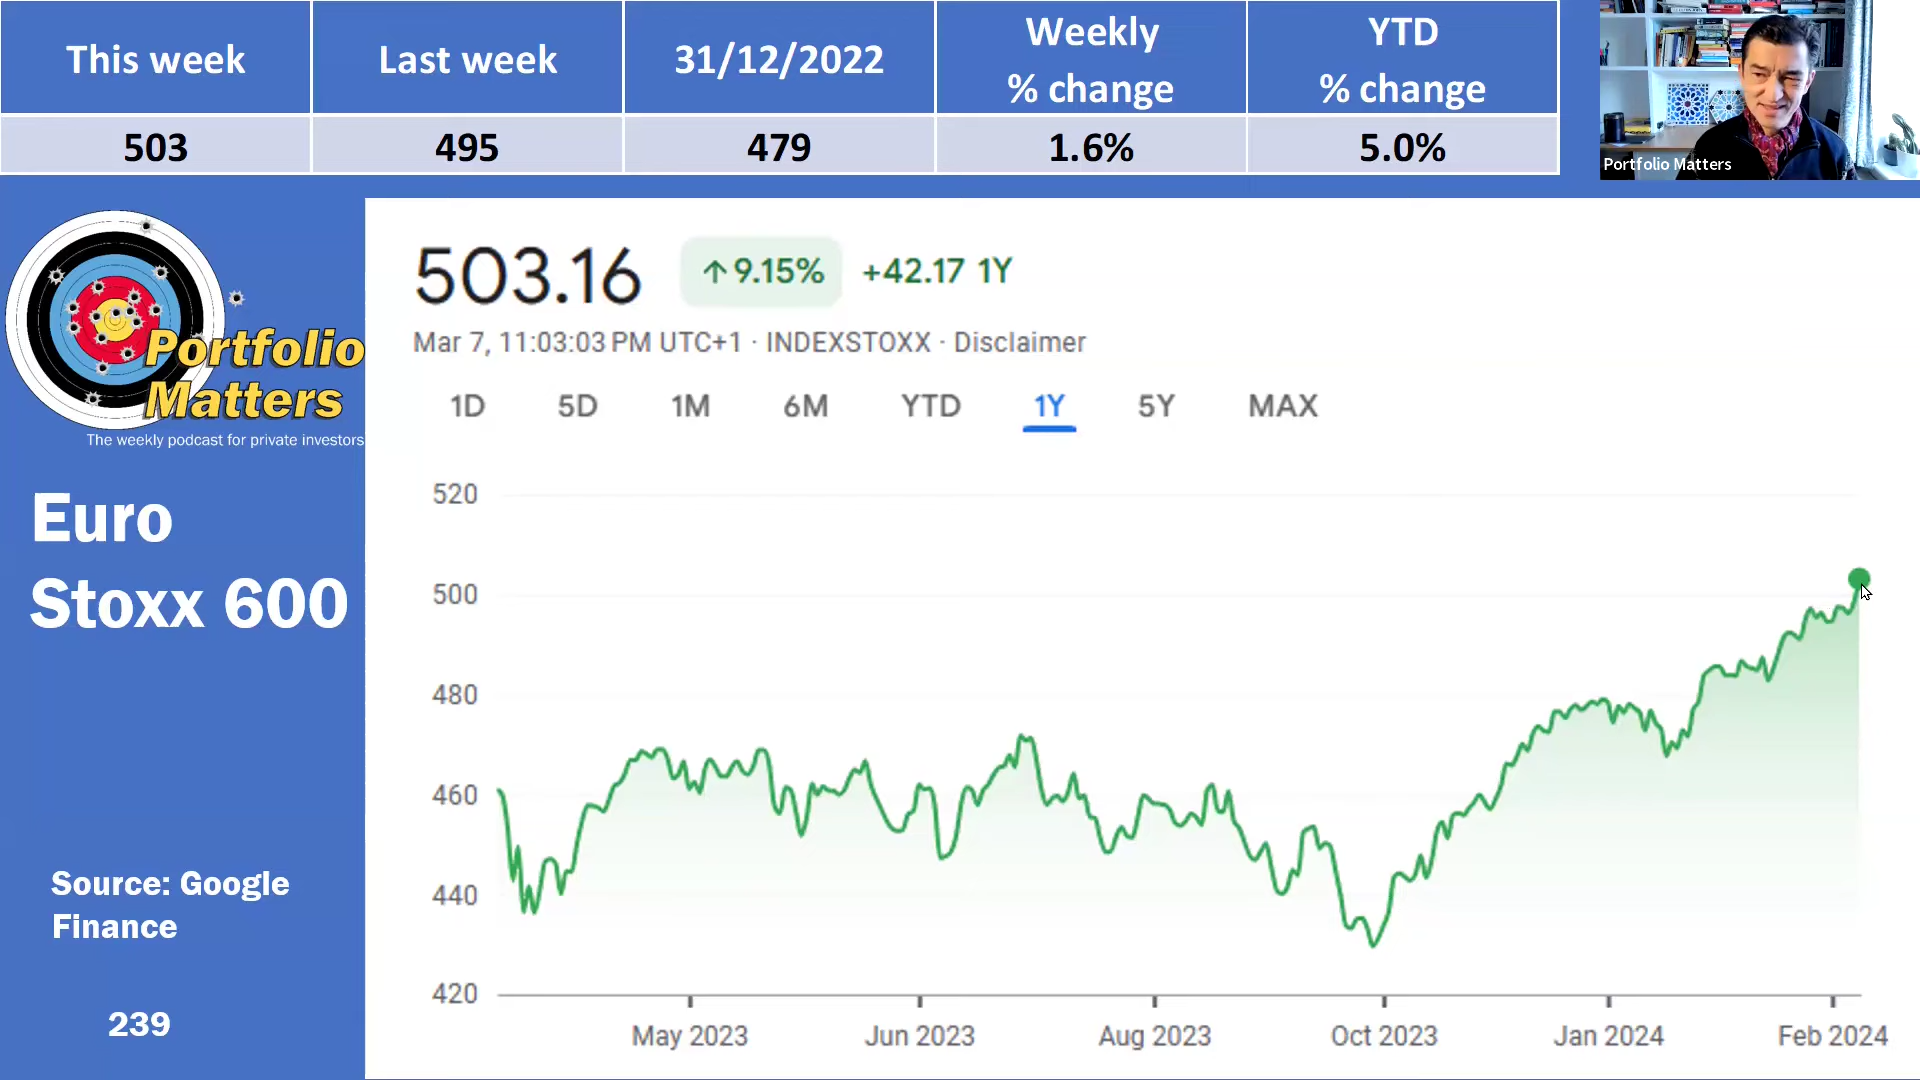 This week
Last week
31/12/2022
Weekly
% change
YTD
% change
503
495
479
1.6%
5.0%
Portfolio Matters
Portfolio
Matters
The weekly podcast for private investors
Euro
Stoxx 600
Source: Google
Finance
239
503.16 ↑ 9.15% +42.17 1Y
Mar 7, 11:03:03 PM UTC+1 · INDEXSTOXX · Disclaimer
1D 5D 1M 6M YTD 1Y 5Y MAX
520
500
480
460
440
420
May 2023 Jun 2023 Aug 2023 Oct 2023 Jan 2024 Feb 2024